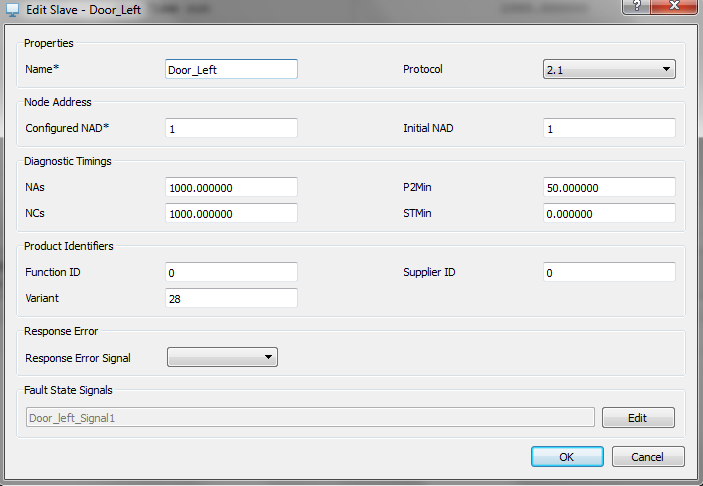 Edit Slave - Door_Left
?
Properties
Name* Door_Left Protocol 2.1
Node Address
Configured NAD* 1 Initial NAD 1
Diagnostic Timings
NAs 1000.000000 P2Min 50.000000
NCs 1000.000000 STMin 0.000000
Product Identifiers
Function ID 0 Supplier ID 0
Variant 28
Response Error
Response Error Signal
Fault State Signals
Door_left_Signal1 Edit
OK Cancel